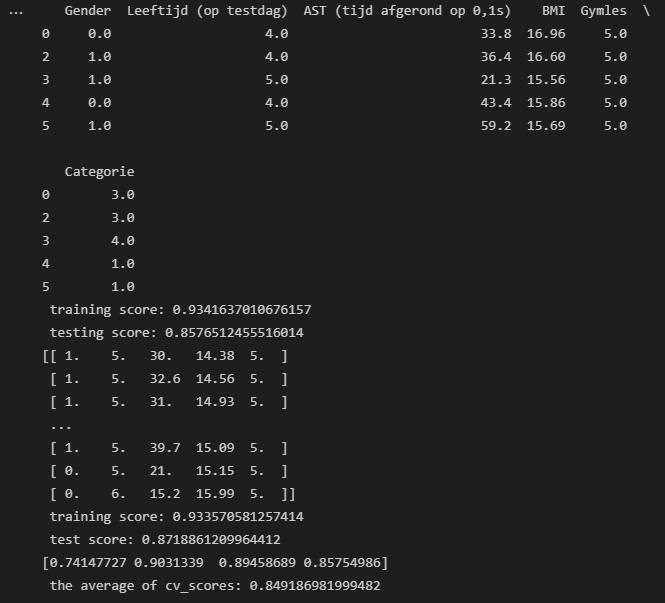 ... Gender Leeftijd (op testdag) AST (tijd afgerond op 0,1s) BMI Gymles \
0 0.0 4.0 33.8 16.96 5.0
2 1.0 4.0 36.4 16.60 5.0
3 1.0 5.0 21.3 15.56 5.0
4 0.0 4.0 43.4 15.86 5.0
5 1.0 5.0 59.2 15.69 5.0
Categorie
0 3.0
2 3.0
3 4.0
4 1.0
5 1.0
training score: 0.9341637010676157
testing score: 0.8576512455516014
[[ 1. 5. 30. 14.38 5. ]
[ 1. 5. 32.6 14.56 5. ]
[ 1. 5. 31. 14.93 5. ]
...
[ 1. 5. 39.7 15.09 5. ]
[ 0. 5. 21. 15.15 5. ]
[ 0. 6. 15.2 15.99 5. ]]
training score: 0.933570581257414
test score: 0.8718861209964412
[0.74147727 0.9031339 0.89458689 0.85754986]
the average of cv_scores: 0.849186981999482